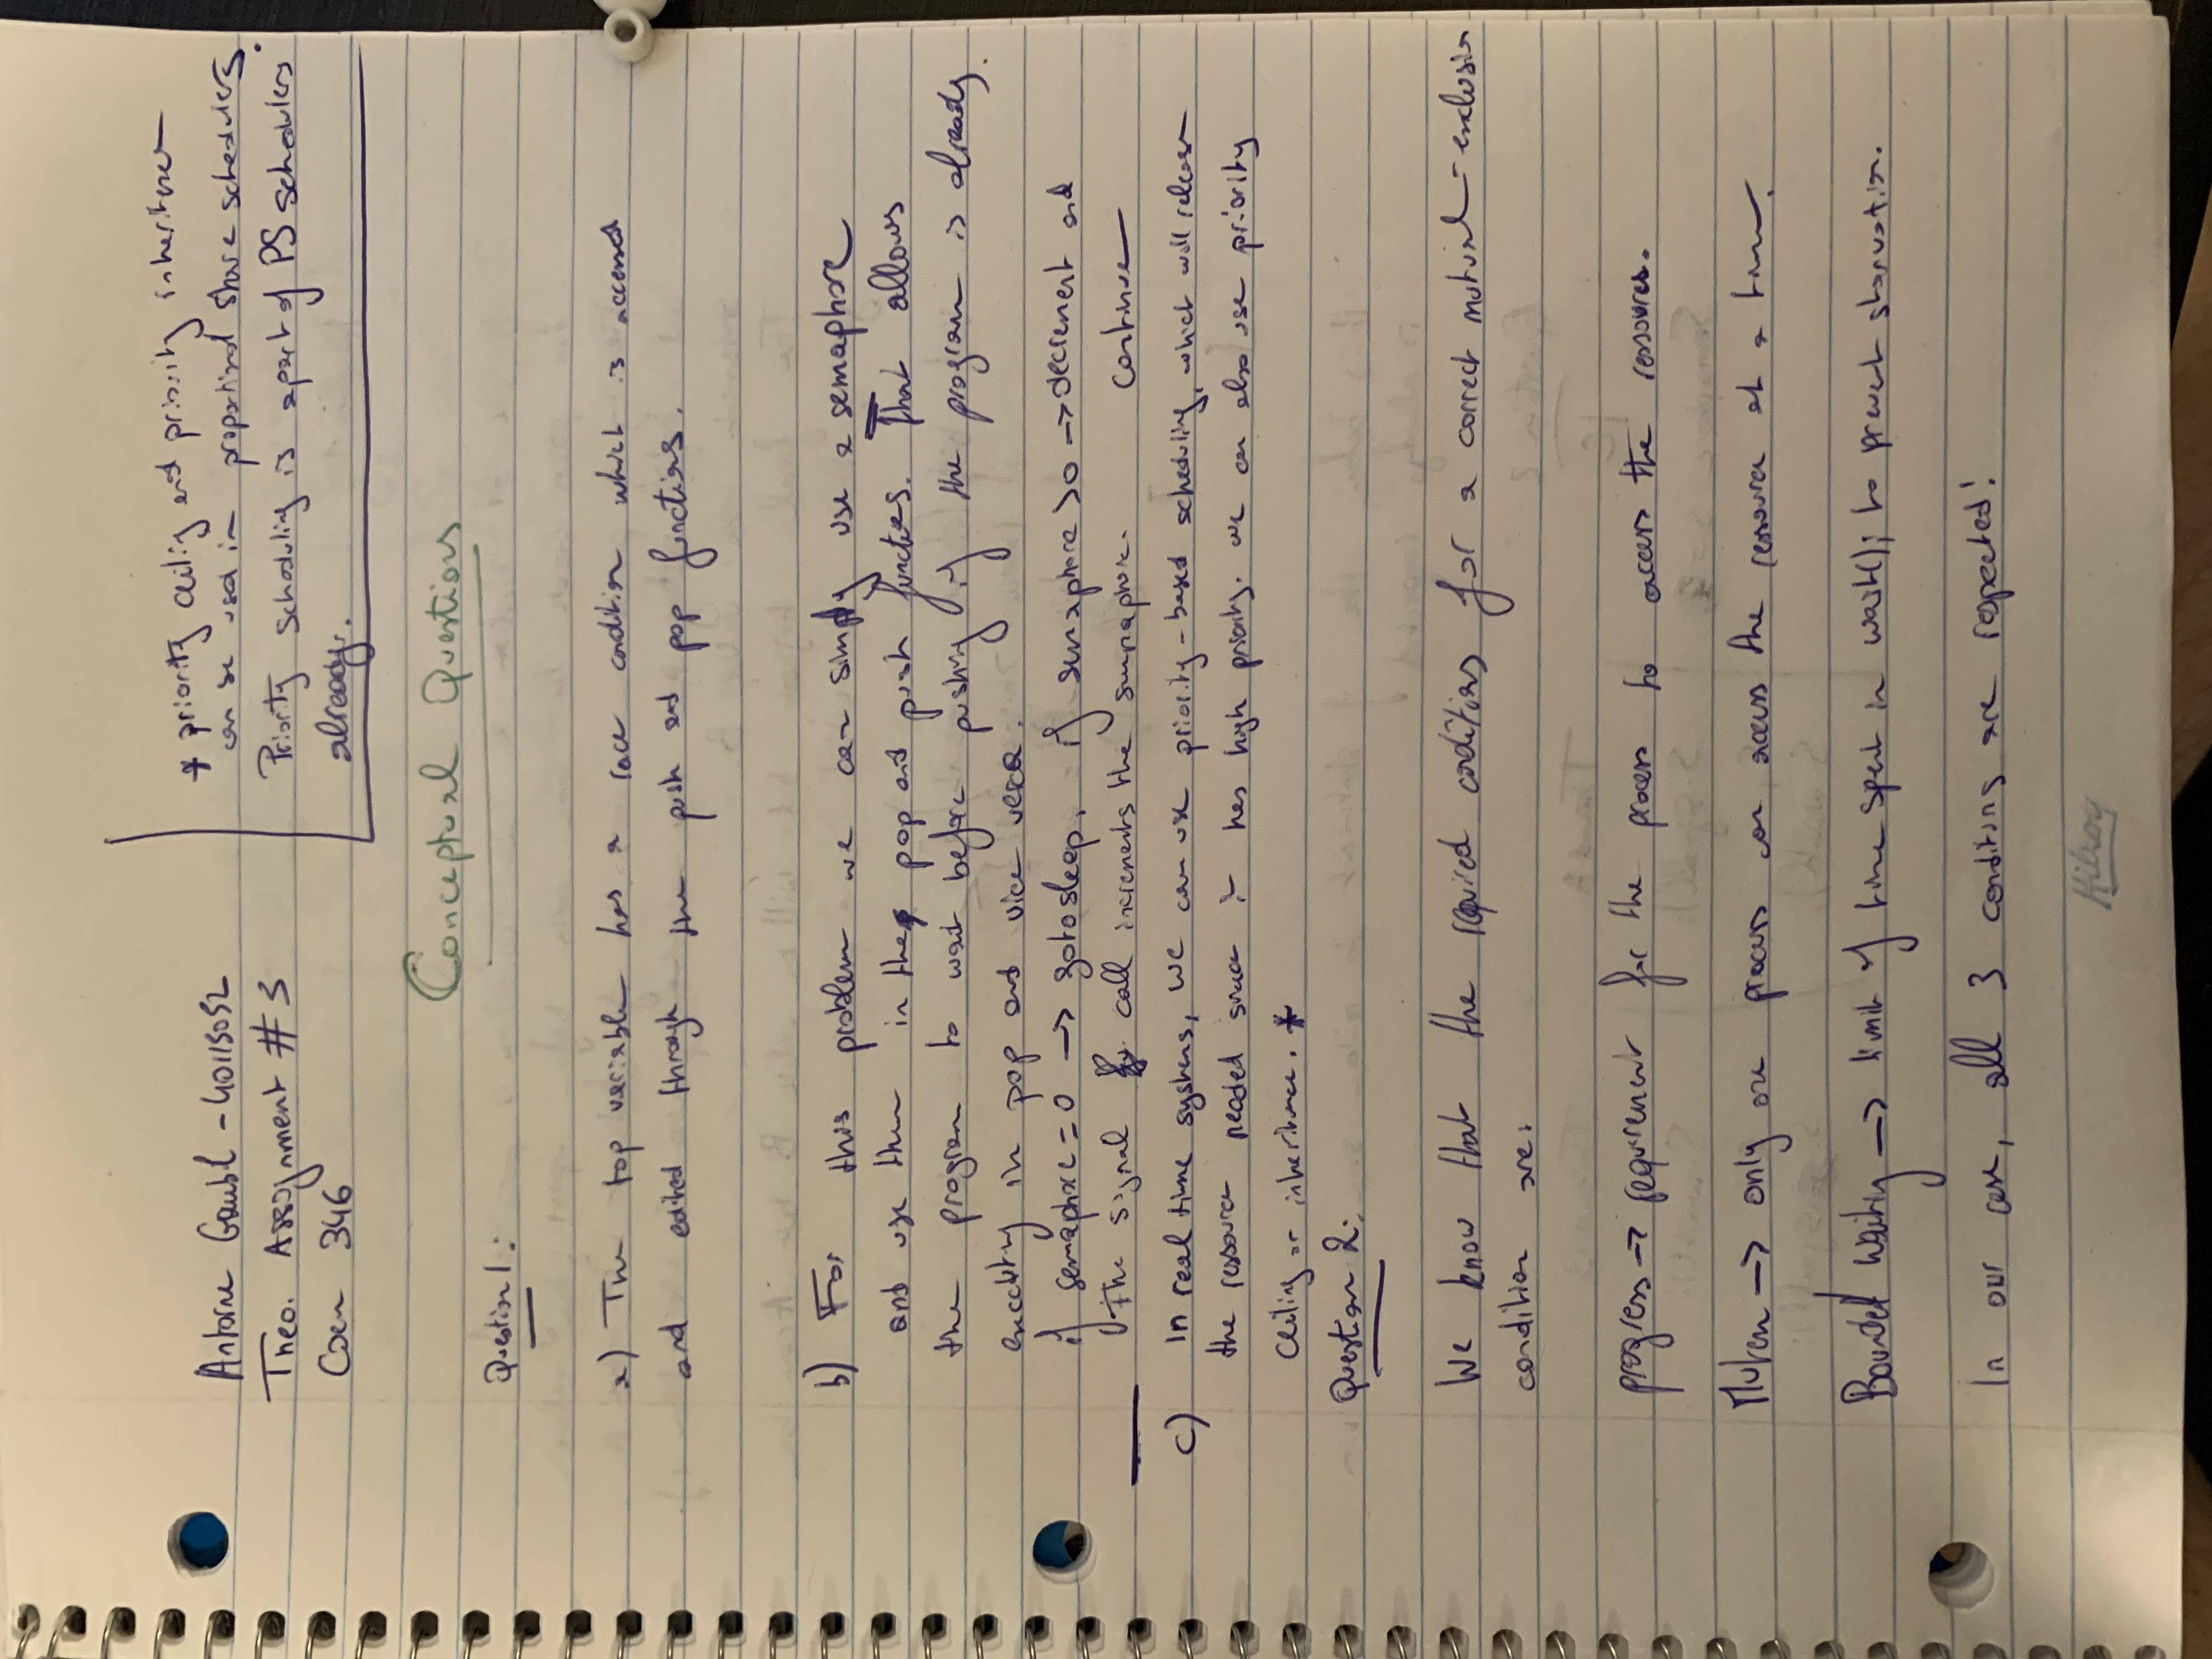 Antoine Gaubil - 40115052
Theo. Assignment #3
Coen 346
* priority ceiling and priority inheritence
can be used in proportional share schedulers.
Priority scheduling is a part of PS schedulers
already.
Conceptual Questions
Question 1:
a) The top variable has a race condition which is accessed
and edited through the push and pop functions.
b) For this problem we can simply use a semaphore
and use them in the pop and push functions. That allows
the program to wait before pushing if the program is already
executing in pop and vice versa.
if semaphore = 0 -> go to sleep, if semaphore > 0 -> decrement and
continue
The signal call increments the semaphore.
c) In real time systems, we can use priority-based scheduling, which will release
the ressource needed since it has high priority. we can also use priority
ceiling or inheritence. *
Question 2:
We know that the required conditions for a correct mutual-exclusion
condition are:
progress -> requirement for the process to access the ressources.
Mutex -> only one process can access the ressource at a time.
Bounded waiting -> limit of time spent in wait(); to prevent starvation.
In our case, all 3 conditions are respected!
Hilroy